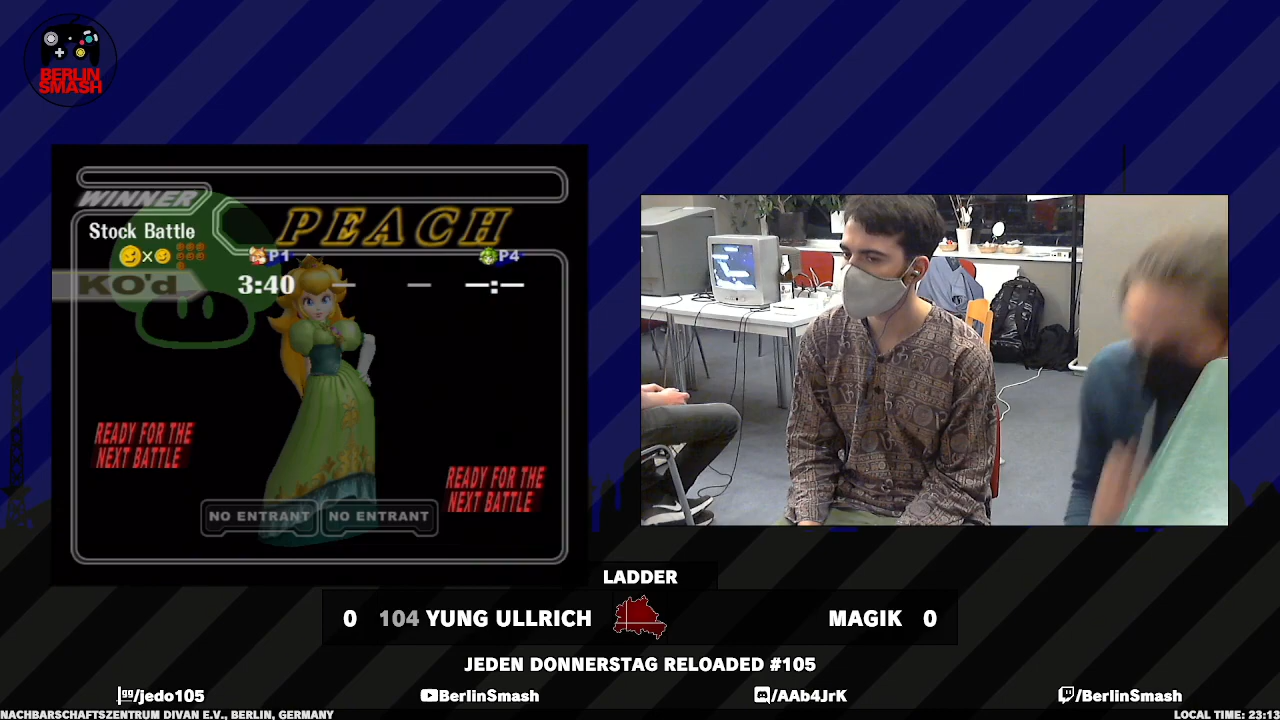 BERLIN
SMASH
WINNER
PEACH
Stock Battle
P1
P4
KO'd
3:40
READY FOR THE
NEXT BATTLE
READY FOR THE
NEXT BATTLE
NO ENTRANT
NO ENTRANT
LADDER
0 104 YUNG ULLRICH
MAGIK 0
JEDEN DONNERSTAG RELOADED #105
gg/jedo105
BerlinSmash
/AAb4JrK
/BerlinSmash
NACHBARSCHAFTSZENTRUM DIVAN E.V., BERLIN, GERMANY
LOCAL TIME: 23:13